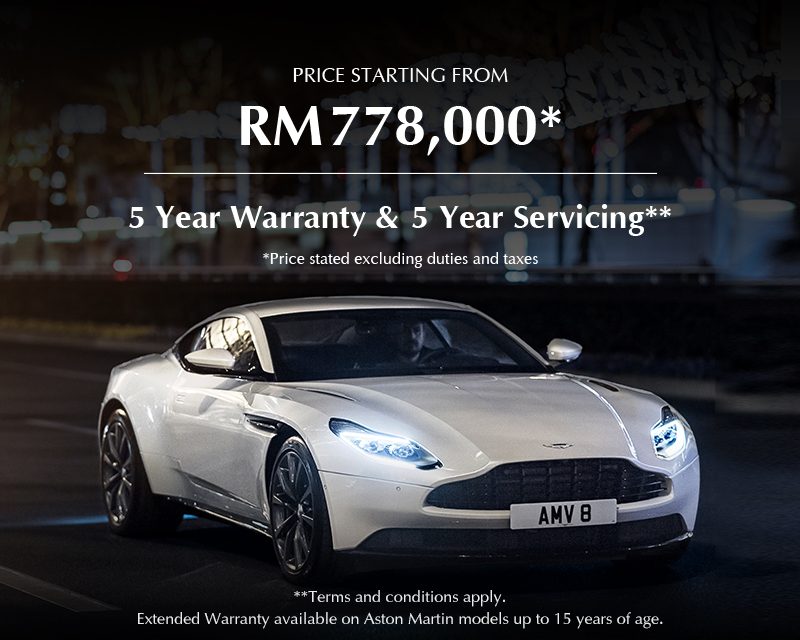 PRICE STARTING FROM
RM778,000*
5 Year Warranty & 5 Year Servicing**
*Price stated excluding duties and taxes
AMV 8
**Terms and conditions apply.
Extended Warranty available on Aston Martin models up to 15 years of age.